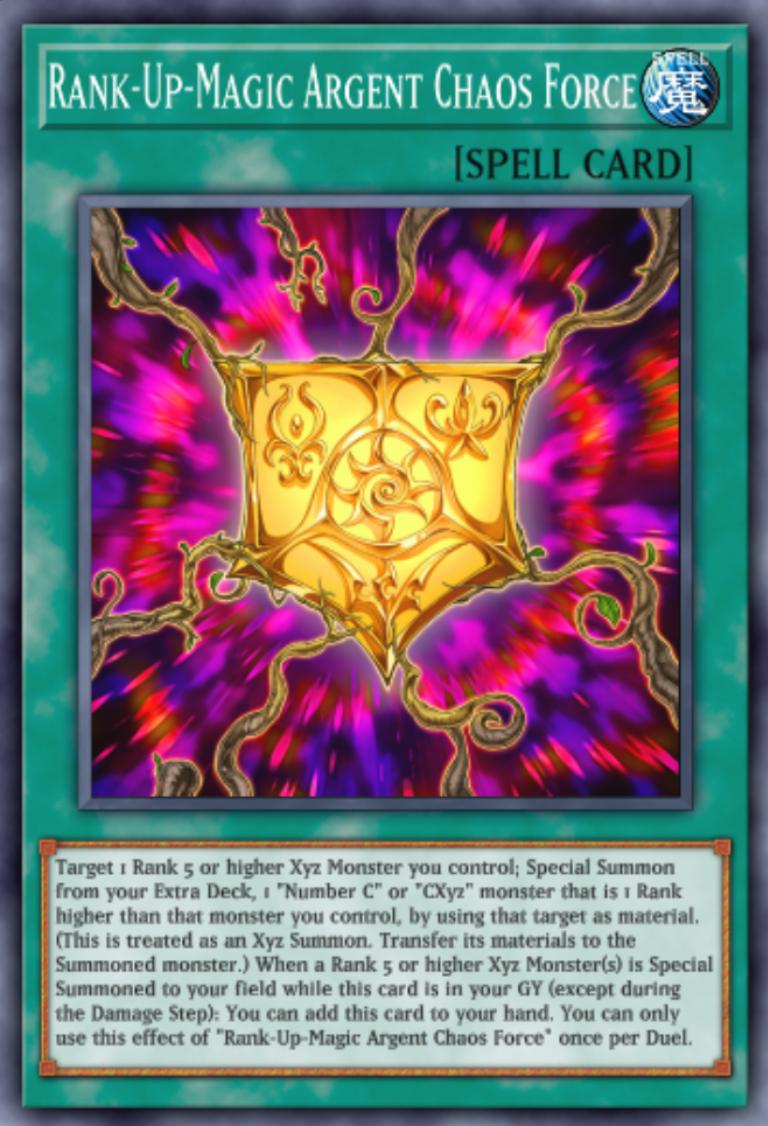 Rank-Up-Magic Argent Chaos Force
SPELL
魔
[SPELL CARD]
Target 1 Rank 5 or higher Xyz Monster you control; Special Summon
from your Extra Deck, 1 "Number C" or "CXyz" monster that is 1 Rank
higher than that monster you control, by using that target as material.
(This is treated as an Xyz Summon. Transfer its materials to the
Summoned monster.) When a Rank 5 or higher Xyz Monster(s) is Special
Summoned to your field while this card is in your GY (except during
the Damage Step): You can add this card to your hand. You can only
use this effect of "Rank-Up-Magic Argent Chaos Force" once per Duel.